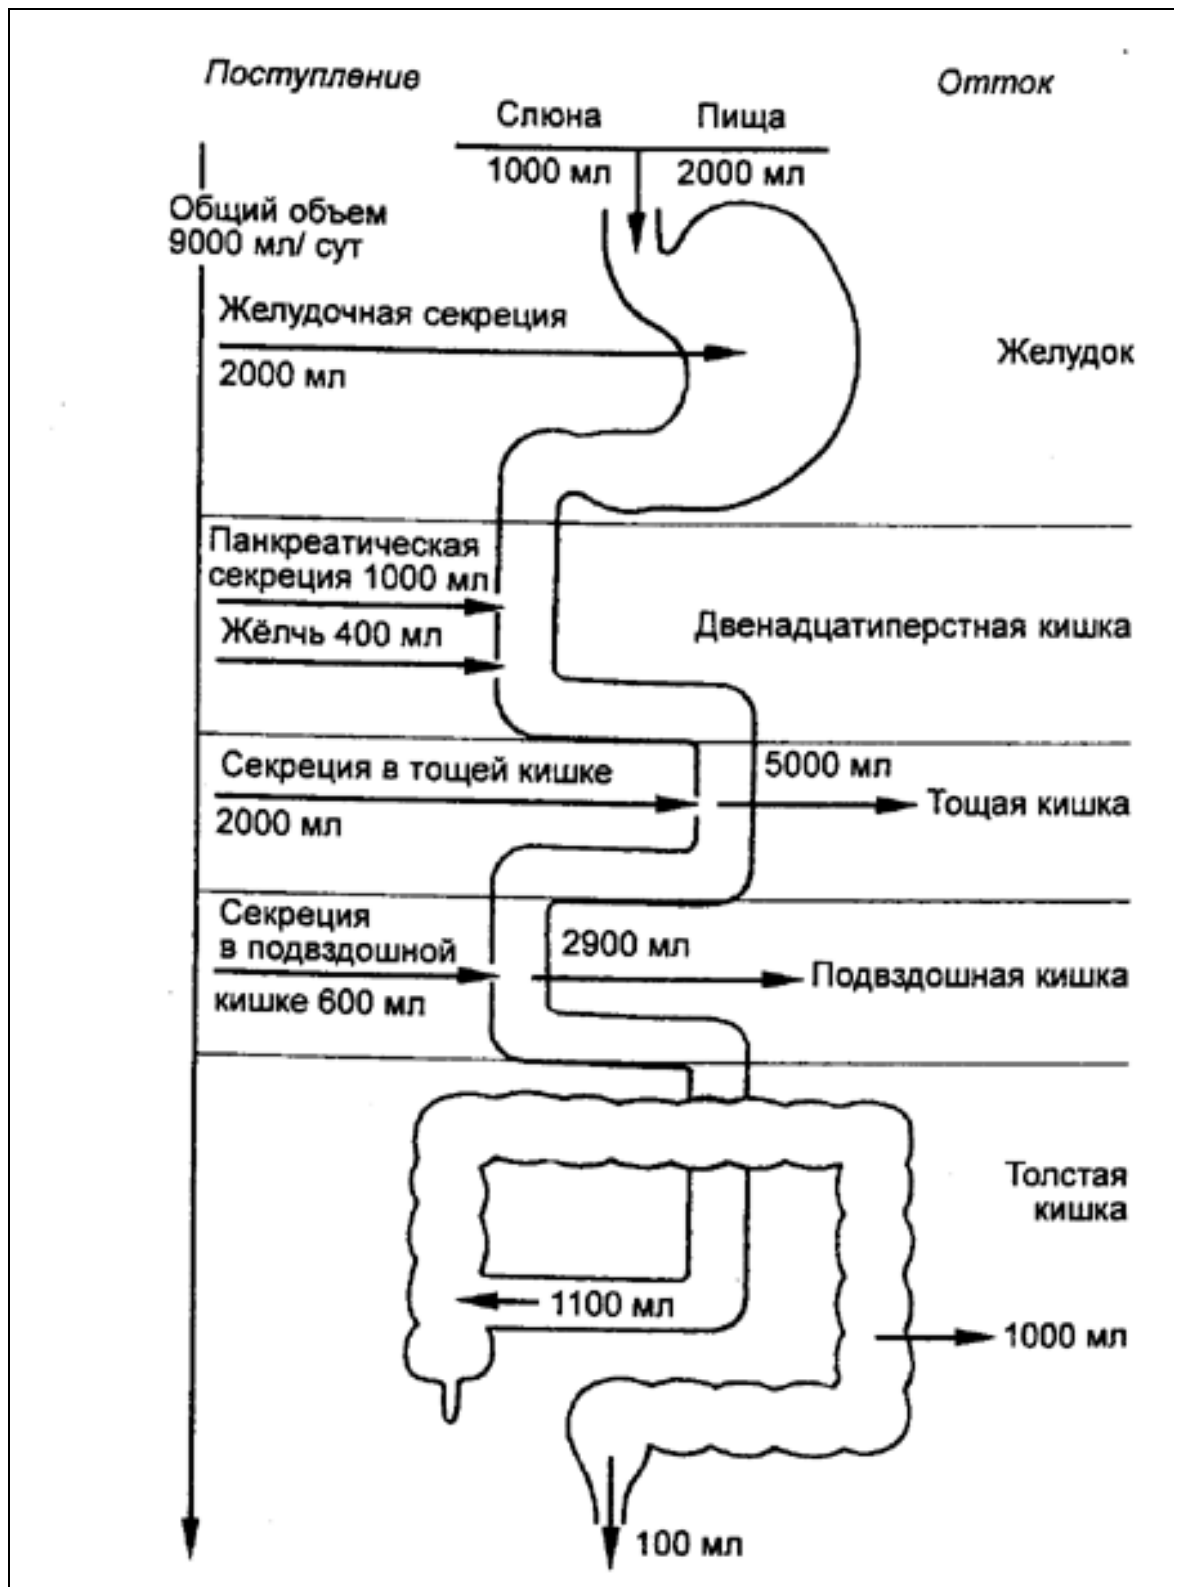 Поступление
Отток
Слюна
Пища
1000 мл
2000 мл
Общий объем
9000 мл/ сут
Желудочная секреция
2000 мл
Желудок
Панкреатическая
секреция 1000 мл
Жёлчь 400 мл
Двенадцатиперстная кишка
Секреция в тощей кишке
2000 мл
5000 мл
Тощая кишка
Секреция
в подвздошной
кишке 600 мл
2900 мл
Подвздошная кишка
Толстая
кишка
1100 мл
1000 мл
100 мл